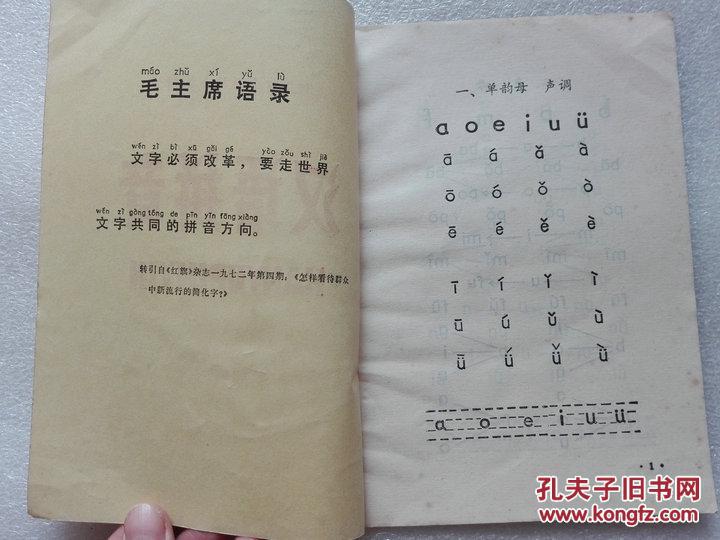 máo zhǔ xí yǔ lù
毛主席语录
wén zì bì xū gǎi gé yào zǒu shì jiè
文字必须改革，要走世界
wén zì gòng tóng de pīn yīn fāng xiàng
文字共同的拼音方向。
转引自《红旗》杂志一九七二年第四期，《怎样看待群众
中新流行的简化字？》
一、单韵母 声调
a o e i u ü
ā á ǎ à
ō ó ǒ ò
ē é ě è
ī í ǐ ì
ū ú ǔ ù
ǖ ǘ ǚ ǜ
a o e i u ü
·1·
孔夫子旧书网
www.kongfz.com